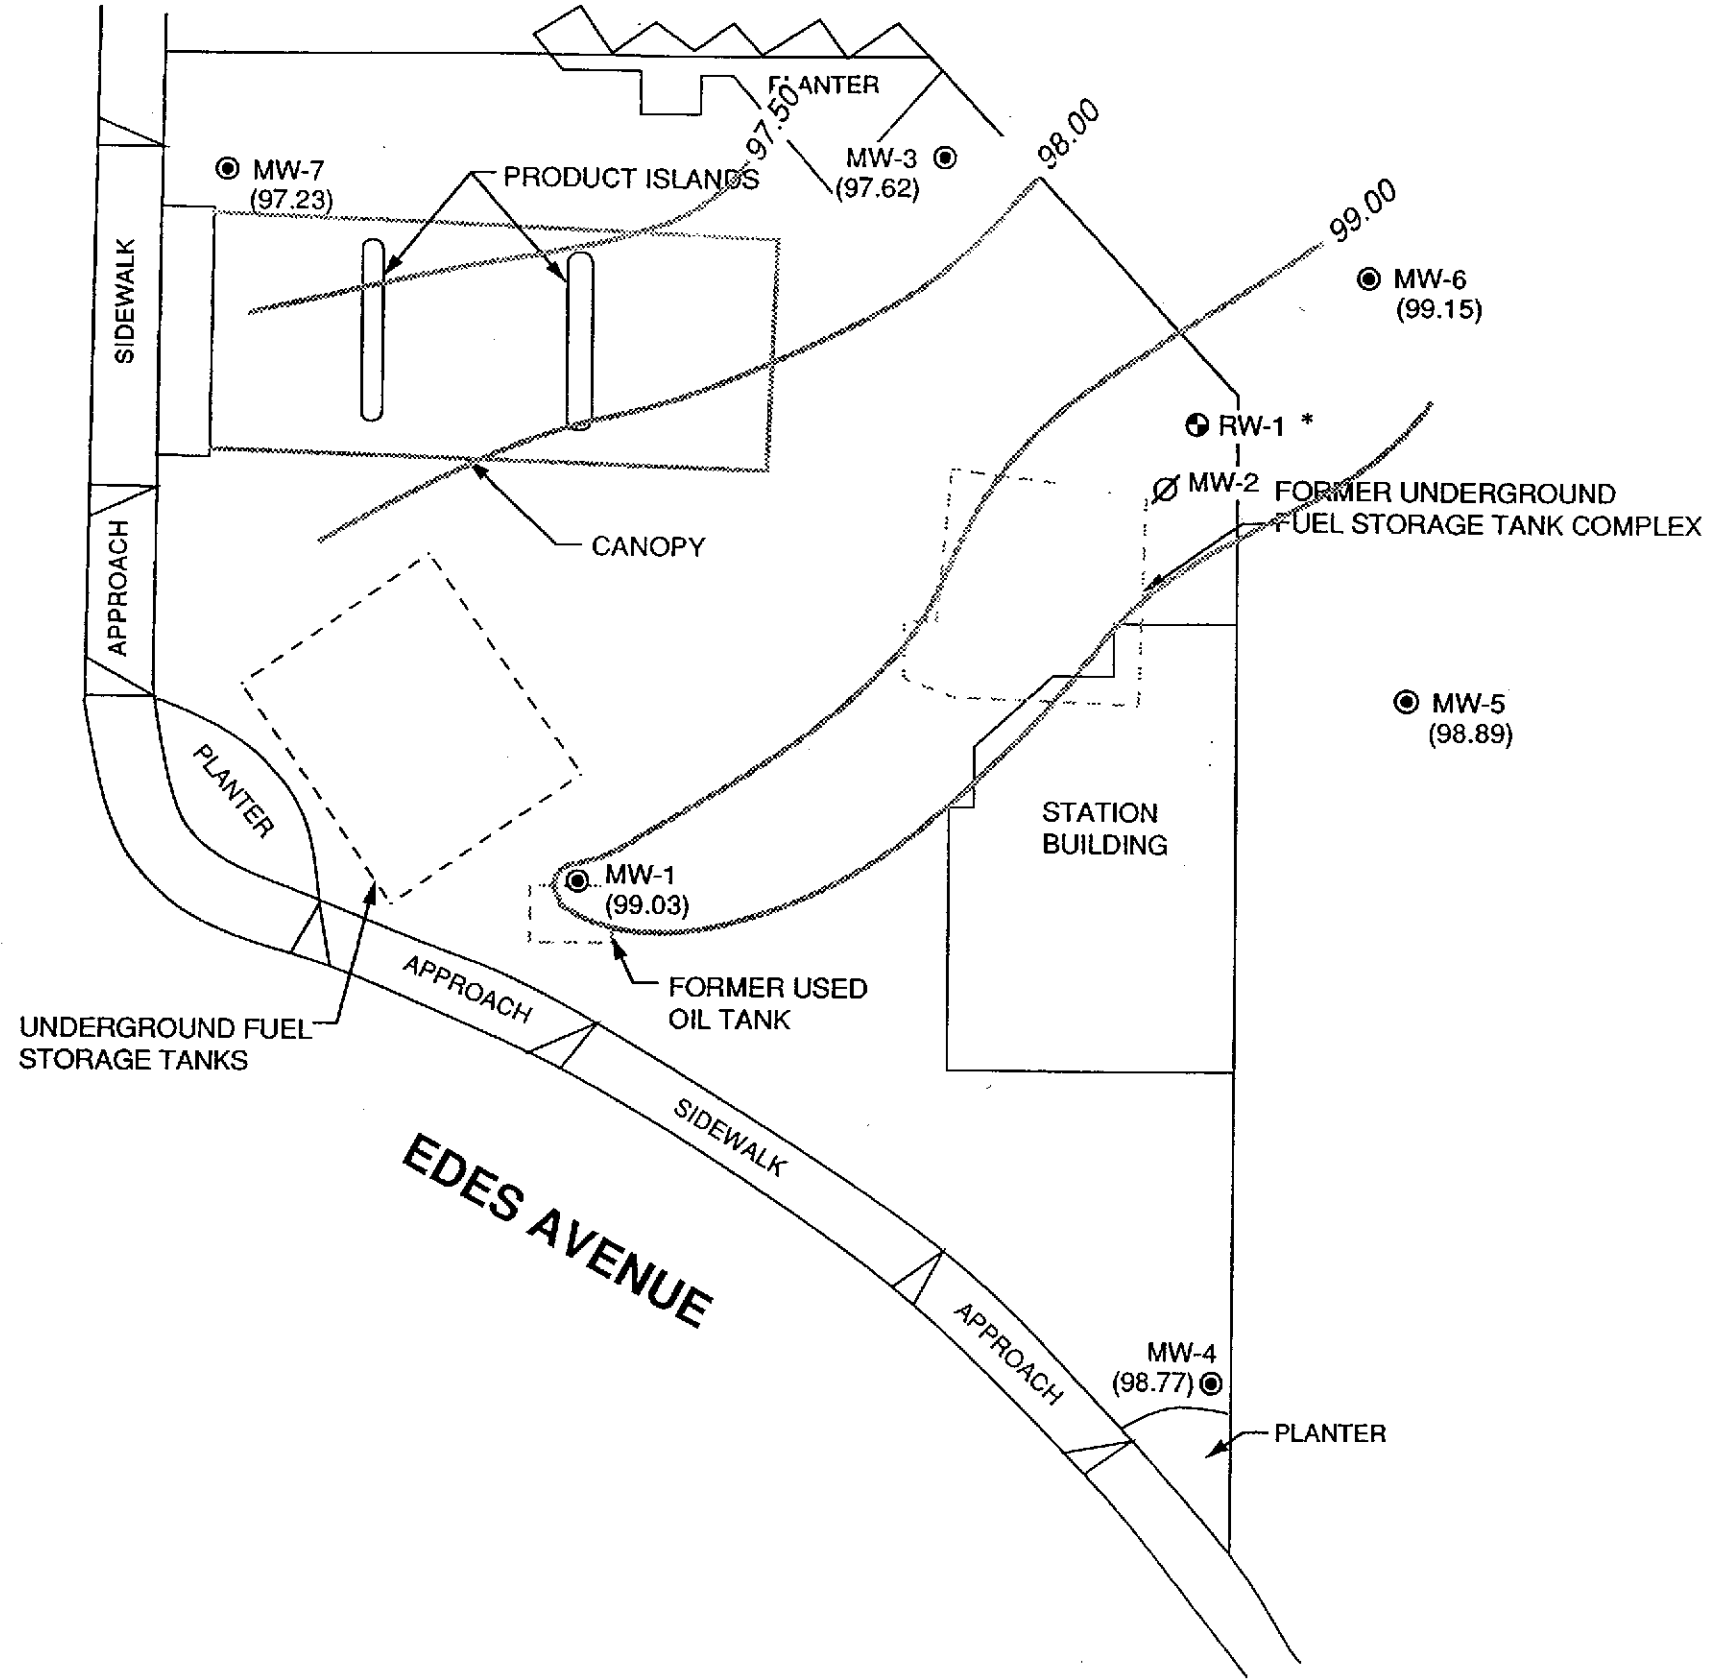 PLANTER
97.50
98.00
MW-3
(97.62)
MW-7
(97.23)
PRODUCT ISLANDS
99.00
MW-6
(99.15)
SIDEWALK
RW-1 *
MW-2
FORMER UNDERGROUND
FUEL STORAGE TANK COMPLEX
CANOPY
APPROACH
MW-5
(98.89)
PLANTER
STATION
BUILDING
MW-1
(99.03)
APPROACH
FORMER USED
OIL TANK
UNDERGROUND FUEL
STORAGE TANKS
SIDEWALK
EDES AVENUE
APPROACH
MW-4
(98.77)
PLANTER